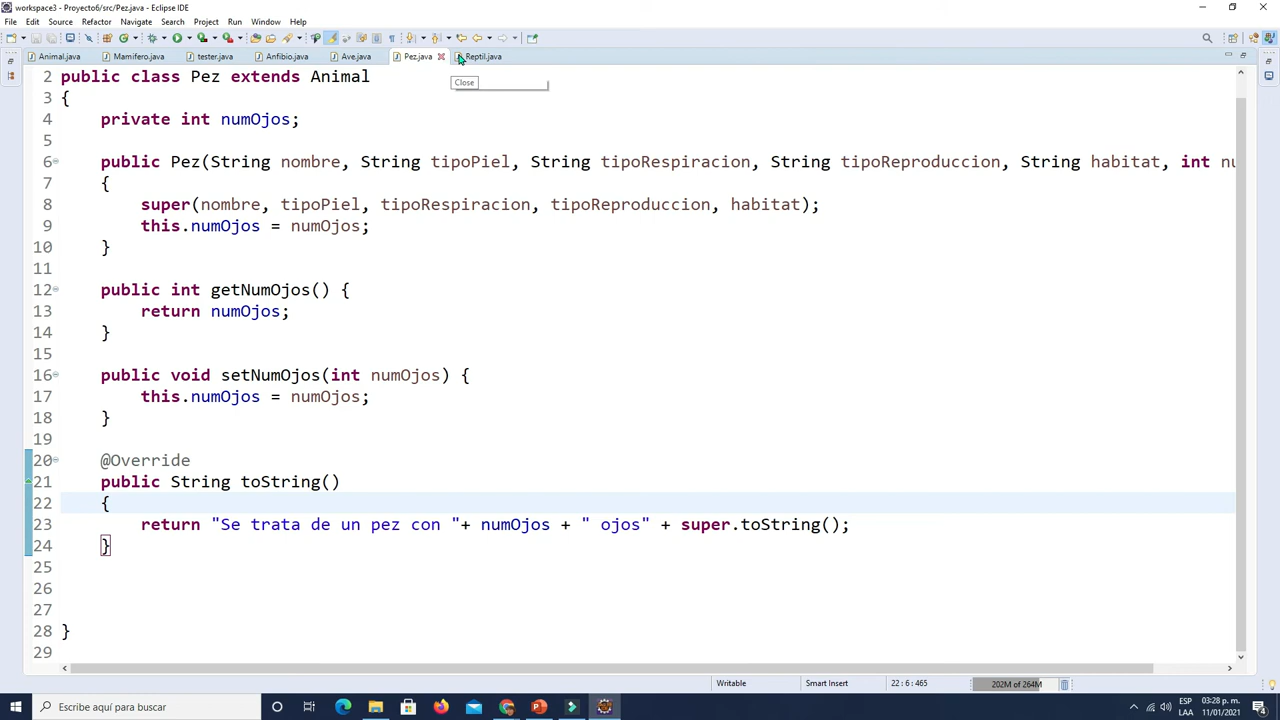 workspace3 - Proyecto6/src/Pez.java - Eclipse IDE
File Edit Source Refactor Navigate Search Project Run Window Help
Animal.java Mamifero.java tester.java Anfibio.java Ave.java Pez.java Reptil.java
Close
2 public class Pez extends Animal
3 {
4 private int numOjos;
5
6 public Pez(String nombre, String tipoPiel, String tipoRespiracion, String tipoReproduccion, String habitat, int nu
7 {
8 super(nombre, tipoPiel, tipoRespiracion, tipoReproduccion, habitat);
9 this.numOjos = numOjos;
10 }
11
12 public int getNumOjos() {
13 return numOjos;
14 }
15
16 public void setNumOjos(int numOjos) {
17 this.numOjos = numOjos;
18 }
19
20 @Override
21 public String toString()
22 {
23 return "Se trata de un pez con "+ numOjos + " ojos" + super.toString();
24 }
25
26
27
28 }
29
Writable Smart Insert 22 : 6 : 465 202M of 264M
Escribe aquí para buscar
ESP 03:28 p. m.
LAA 11/01/2021
4